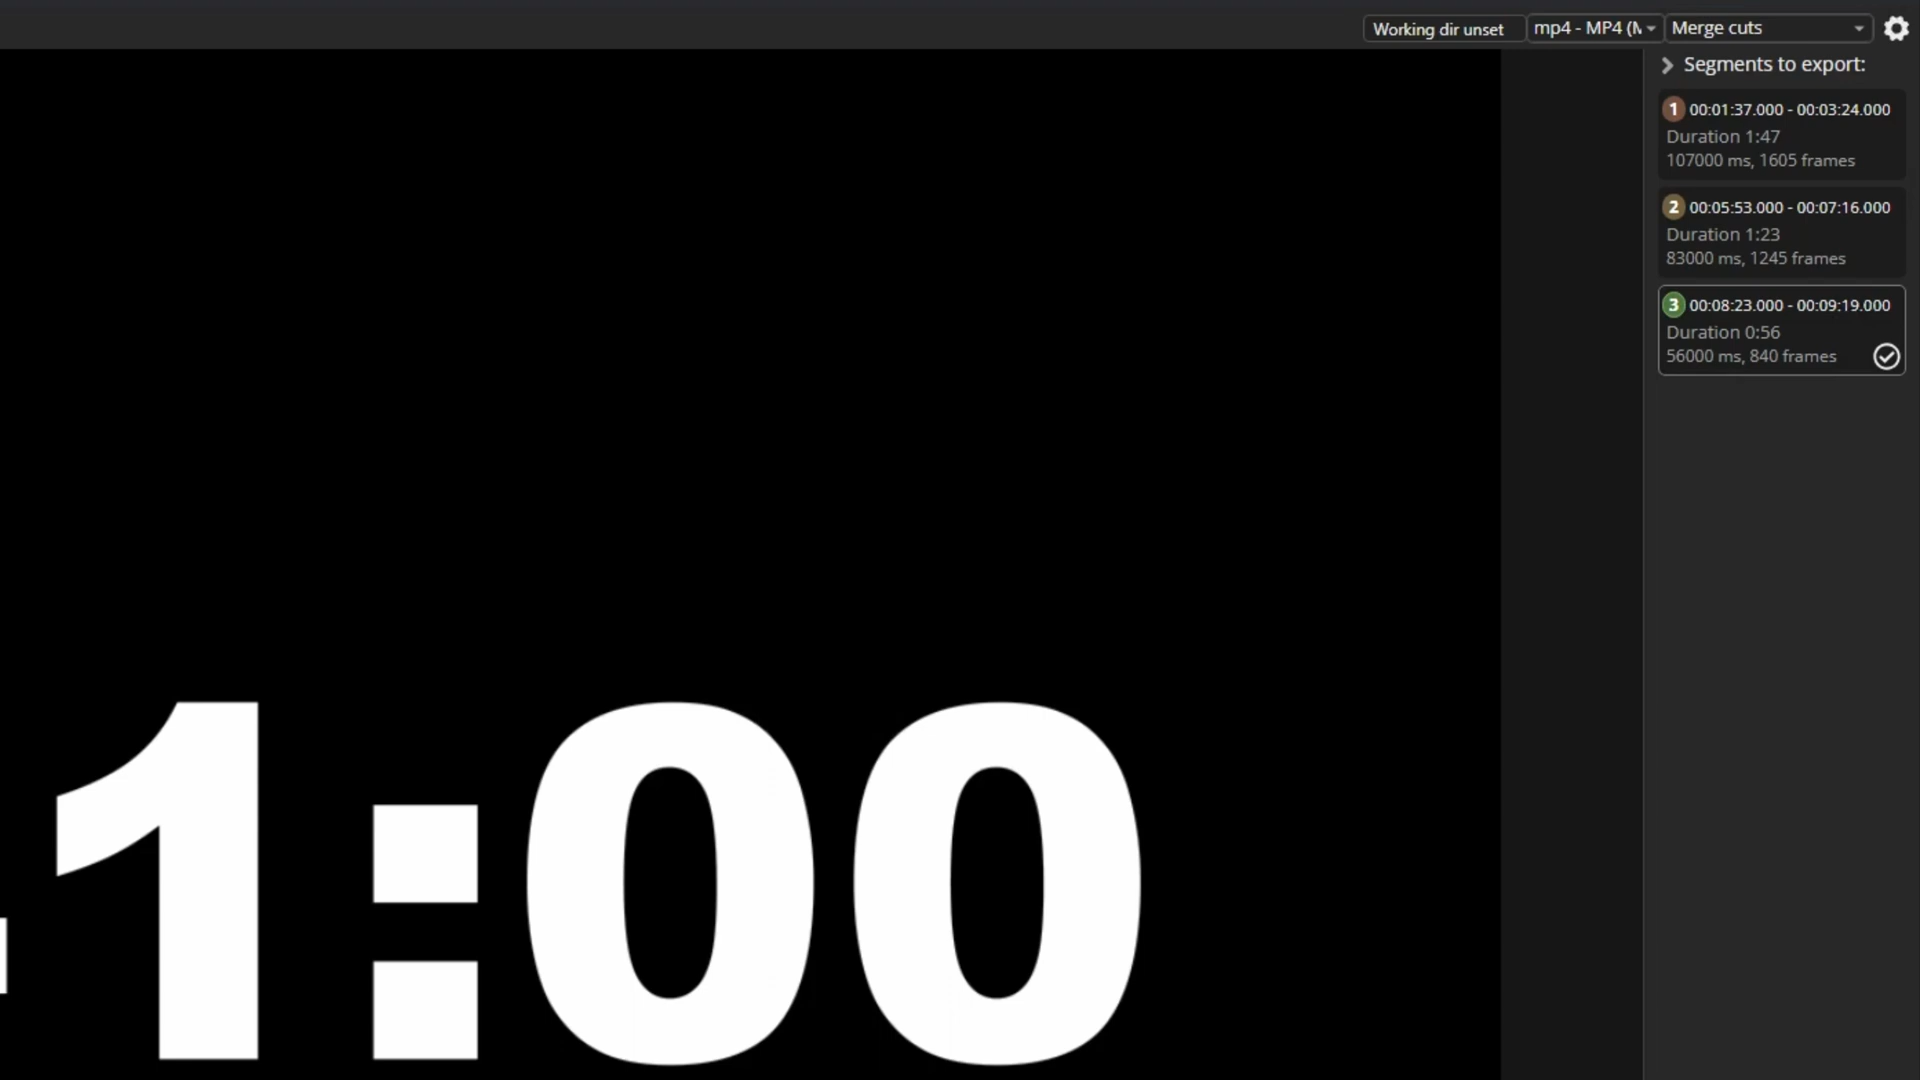 Working dir unset
mp4 - MP4 (M
Merge cuts
Segments to export:
1 00:01:37.000 - 00:03:24.000
Duration 1:47
107000 ms, 1605 frames
2 00:05:53.000 - 00:07:16.000
Duration 1:23
83000 ms, 1245 frames
3 00:08:23.000 - 00:09:19.000
Duration 0:56
56000 ms, 840 frames
1:00